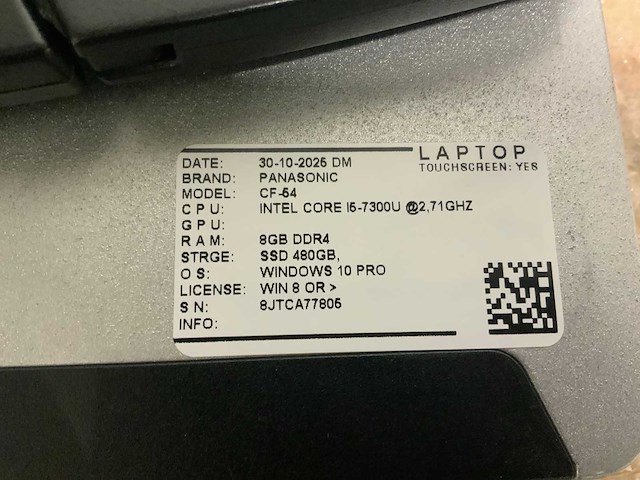 LAPTOP
TOUCHSCREEN: YES
DATE: 30-10-2025 DM
BRAND: PANASONIC
MODEL: CF-54
CPU: INTEL CORE I5-7300U @2,71GHZ
GPU:
RAM: 8GB DDR4
STRGE: SSD 480GB,
OS: WINDOWS 10 PRO
LICENSE: WIN 8 OR >
SN: 8JTCA77805
INFO: